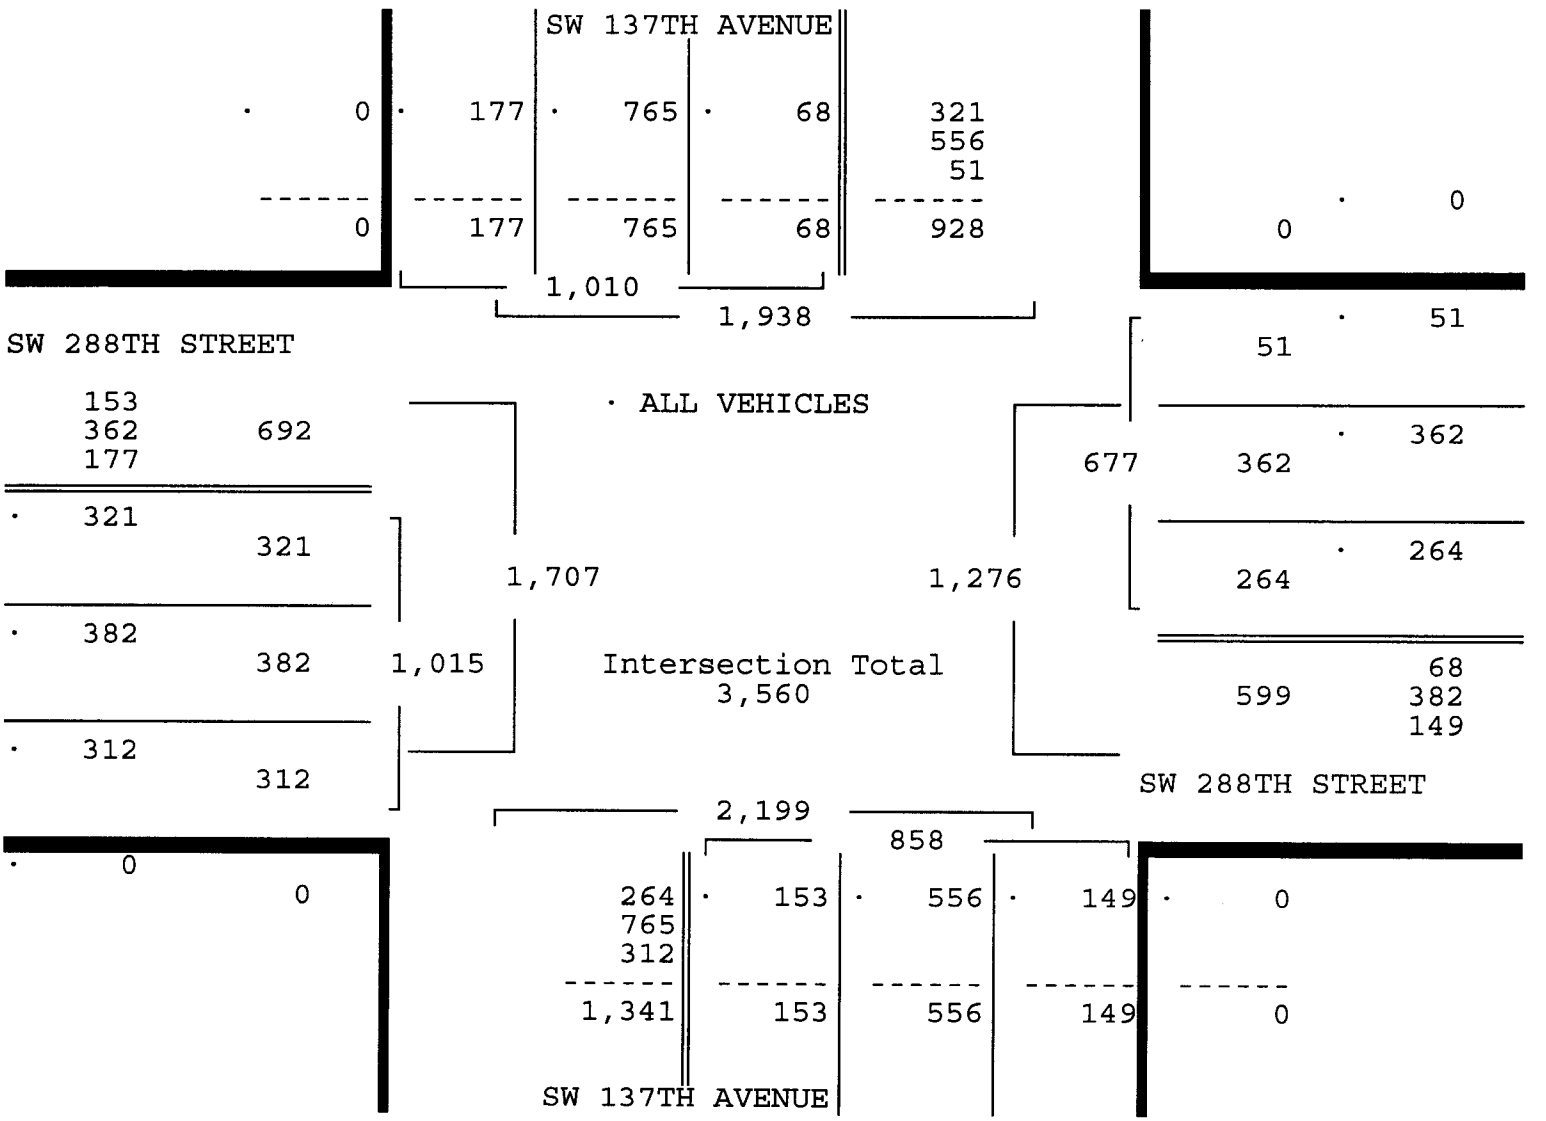 SW 137TH AVENUE
· 0 · 177 · 765 · 68 321
556
51
------ ------ ------ ------ ------
· 0
0 177 765 68 928
0
1,010
1,938
· 51
SW 288TH STREET
51
153
· ALL VEHICLES
362 692
· 362
177
677 362
· 321
321
· 264
1,707 1,276 264
· 382
382 1,015 Intersection Total 68
3,560 599 382
149
· 312
312
SW 288TH STREET
2,199
858
· 0
0 264 · 153 · 556 · 149 · 0
765
312
------ ------ ------ ------ ------
1,341 153 556 149 0
SW 137TH AVENUE